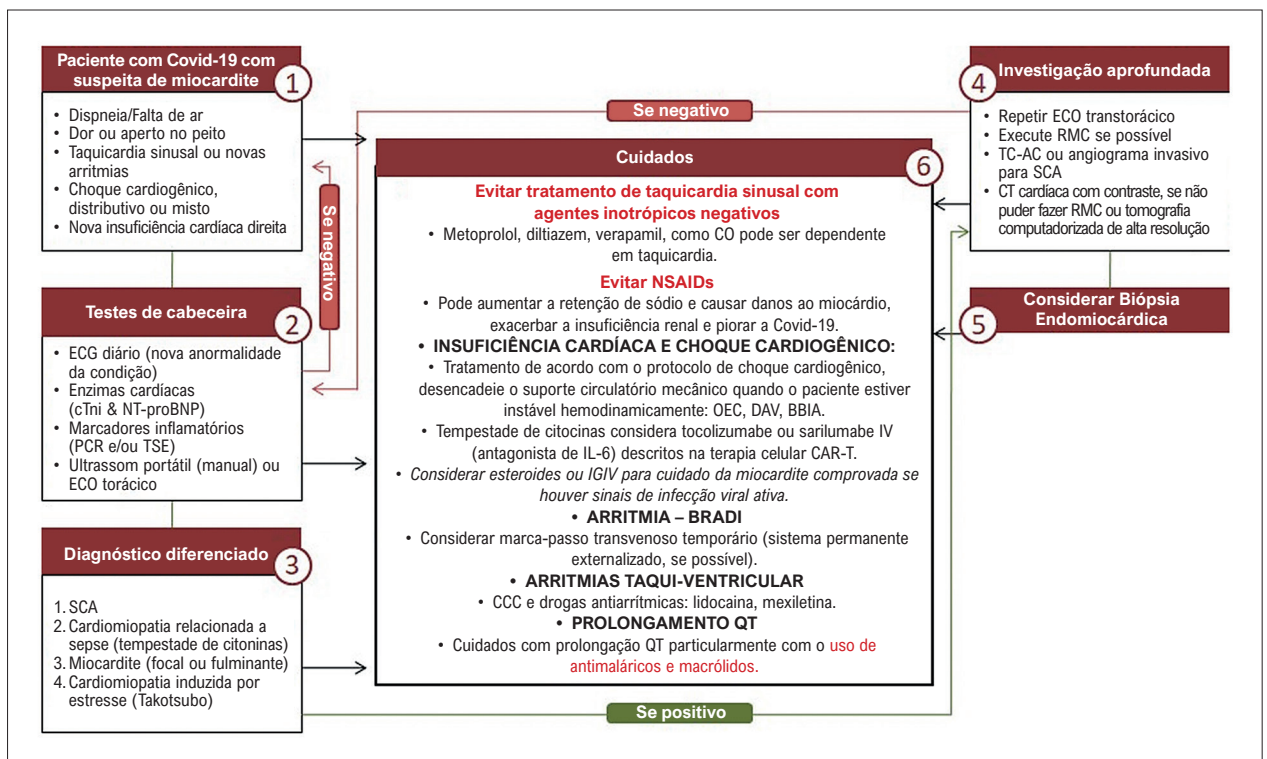 Paciente com Covid-19 com
suspeita de miocardite
1
• Dispneia/Falta de ar
• Dor ou aperto no peito
• Taquicardia sinusal ou novas
arritmias
• Choque cardiogênico,
distributivo ou misto
• Nova insuficiência cardíaca direita
Se negativo
Testes de cabeceira
2
• ECG diário (nova anormalidade
da condição)
• Enzimas cardíacas
(cTni & NT-proBNP)
• Marcadores inflamatórios
(PCR e/ou TSE)
• Ultrassom portátil (manual) ou
ECO torácico
Diagnóstico diferenciado
3
1. SCA
2. Cardiomiopatia relacionada a
sepse (tempestade de citoninas)
3. Miocardite (focal ou fulminante)
4. Cardiomiopatia induzida por
estresse (Takotsubo)
Se negativo
Cuidados
6
Evitar tratamento de taquicardia sinusal com
agentes inotrópicos negativos
• Metoprolol, diltiazem, verapamil, como CO pode ser dependente
em taquicardia.
Evitar NSAIDs
• Pode aumentar a retenção de sódio e causar danos ao miocárdio,
exacerbar a insuficiência renal e piorar a Covid-19.
• INSUFICIÊNCIA CARDÍACA E CHOQUE CARDIOGÊNICO:
• Tratamento de acordo com o protocolo de choque cardiogênico,
desencadeie o suporte circulatório mecânico quando o paciente estiver
instável hemodinamicamente: OEC, DAV, BBIA.
• Tempestade de citocinas considera tocolizumabe ou sarilumabe IV
(antagonista de IL-6) descritos na terapia celular CAR-T.
• Considerar esteroides ou IGIV para cuidado da miocardite comprovada se
houver sinais de infecção viral ativa.
• ARRITMIA – BRADI
• Considerar marca-passo transvenoso temporário (sistema permanente
externalizado, se possível).
• ARRITMIAS TAQUI-VENTRICULAR
• CCC e drogas antiarrítmicas: lidocaina, mexiletina.
• PROLONGAMENTO QT
• Cuidados com prolongação QT particularmente com o uso de
antimaláricos e macrólidos.
Se positivo
4
Investigação aprofundada
• Repetir ECO transtorácico
• Execute RMC se possível
• TC-AC ou angiograma invasivo
para SCA
• CT cardíaca com contraste, se não
puder fazer RMC ou tomografia
computadorizada de alta resolução
5
Considerar Biópsia
Endomiocárdica